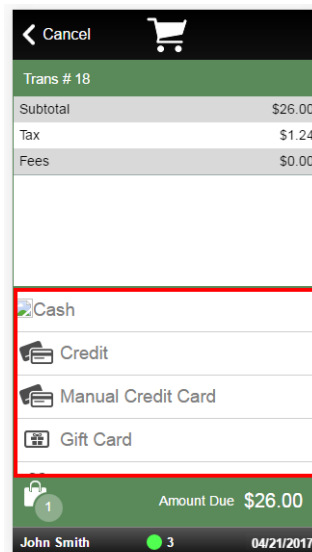 Cancel
Trans # 18
Subtotal $26.00
Tax $1.24
Fees $0.00
Cash
Credit
Manual Credit Card
Gift Card
1 Amount Due $26.00
John Smith 3 04/21/2017